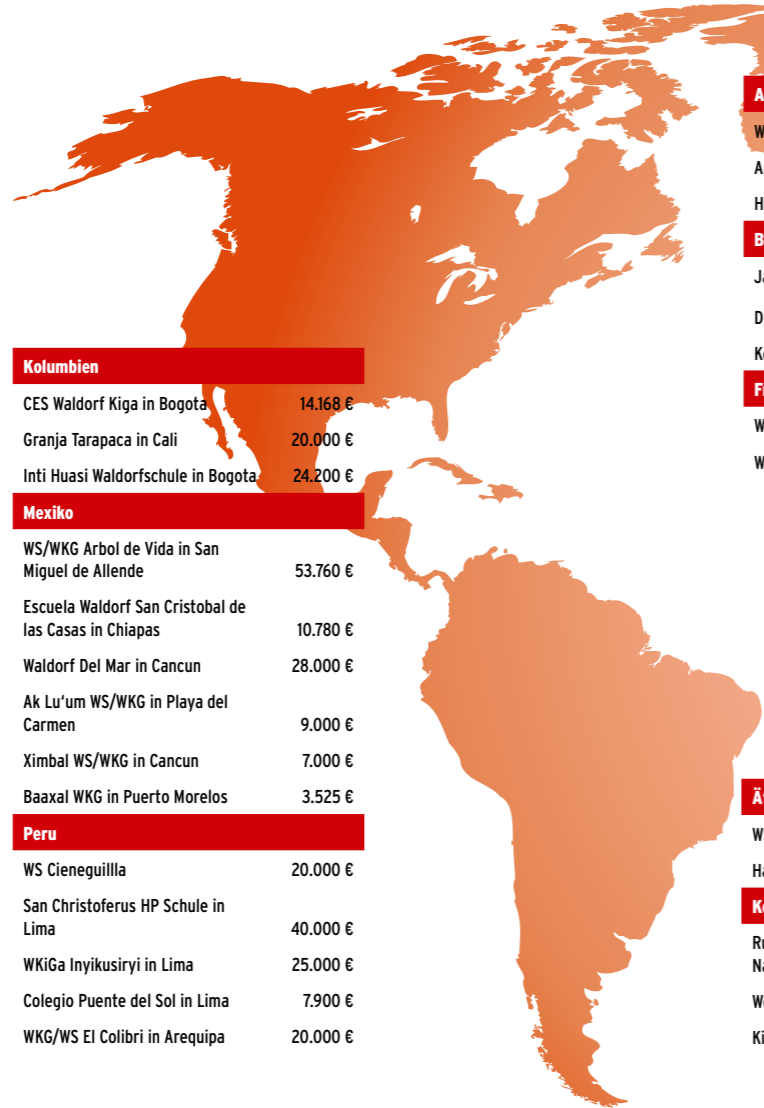 Kolumbien
CES Waldorf Kiga in Bogota 14.168 €
Granja Tarapaca in Cali 20.000 €
Inti Huasi Waldorfschule in Bogota 24.200 €
Mexiko
WS/WKG Arbol de Vida in San
Miguel de Allende 53.760 €
Escuela Waldorf San Cristobal de
las Casas in Chiapas 10.780 €
Waldorf Del Mar in Cancun 28.000 €
Ak Lu‘um WS/WKG in Playa del
Carmen 9.000 €
Ximbal WS/WKG in Cancun 7.000 €
Baaxal WKG in Puerto Morelos 3.525 €
Peru
WS Cieneguillla 20.000 €
San Christoferus HP Schule in
Lima 40.000 €
WKiGa Inyikusiryi in Lima 25.000 €
Colegio Puente del Sol in Lima 7.900 €
WKG/WS El Colibri in Arequipa 20.000 €